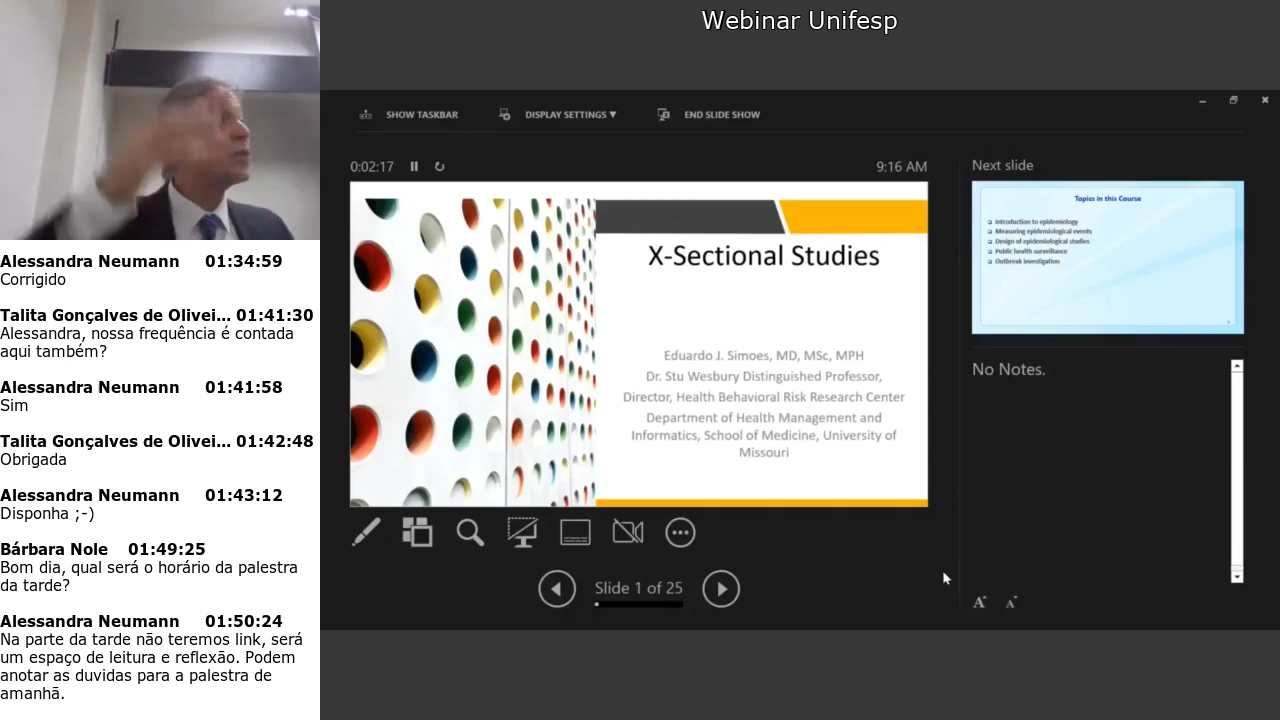 Webinar Unifesp
Alessandra Neumann 01:34:59
Corrigido
Talita Gonçalves de Olivei... 01:41:30
Alessandra, nossa frequência é contada
aqui também?
Alessandra Neumann 01:41:58
Sim
Talita Gonçalves de Olivei... 01:42:48
Obrigada
Alessandra Neumann 01:43:12
Disponha ;-)
Bárbara Nole 01:49:25
Bom dia, qual será o horário da palestra
da tarde?
Alessandra Neumann 01:50:24
Na parte da tarde não teremos link, será
um espaço de leitura e reflexão. Podem
anotar as duvidas para a palestra de
amanhã.
SHOW TASKBAR DISPLAY SETTINGS ▼ END SLIDE SHOW
0:02:17 9:16 AM
X-Sectional Studies
Eduardo J. Simoes, MD, MSc, MPH
Dr. Stu Wesbury Distinguished Professor,
Director, Health Behavioral Risk Research Center
Department of Health Management and
Informatics, School of Medicine, University of
Missouri
Slide 1 of 25
Next slide
Topics in this Course
Introduction to epidemiology
Measuring epidemiological events
Design of epidemiological studies
Public health surveillance
Outbreak investigation
No Notes.
A A